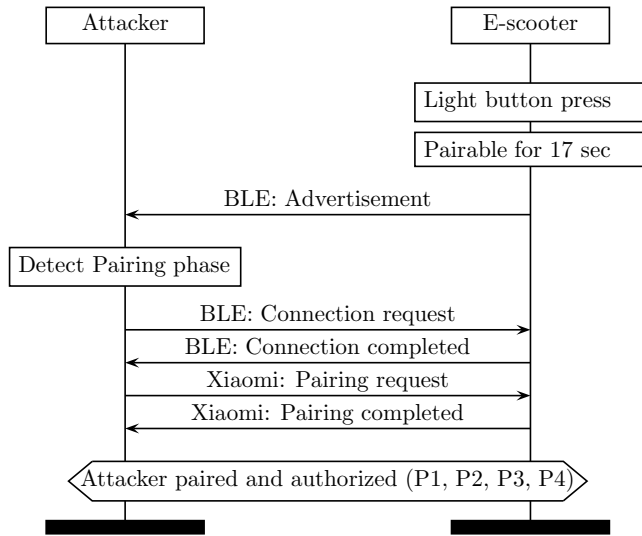 Attacker
E-scooter
Light button press
Pairable for 17 sec
BLE: Advertisement
Detect Pairing phase
BLE: Connection request
BLE: Connection completed
Xiaomi: Pairing request
Xiaomi: Pairing completed
Attacker paired and authorized (P1, P2, P3, P4)